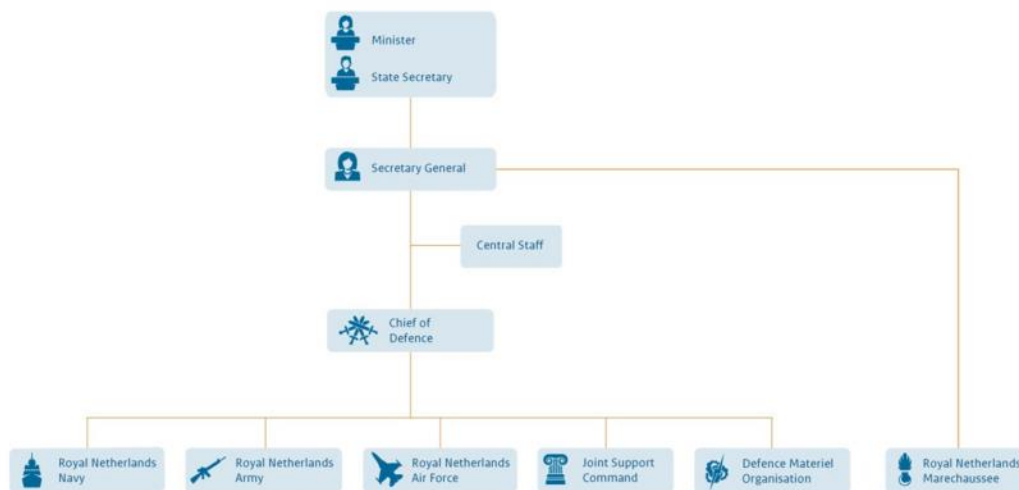 Minister
State Secretary
Secretary General
Central Staff
Chief of
Defence
Royal Netherlands
Navy
Royal Netherlands
Army
Royal Netherlands
Air Force
Joint Support
Command
Defence Materiel
Organisation
Royal Netherlands
Marechaussee